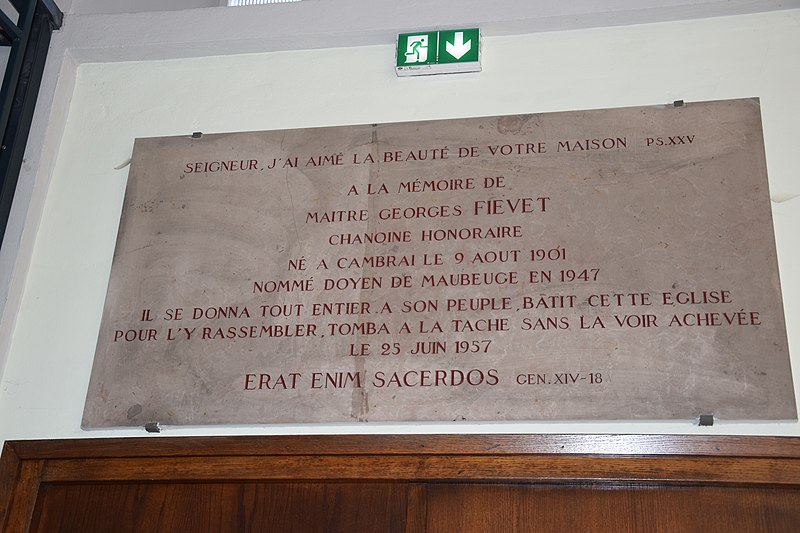 SEIGNEUR, J'AI AIMÉ LA BEAUTÉ DE VOTRE MAISON PS.XXV
A LA MÉMOIRE DE
MAITRE GEORGES FIEVET
CHANOINE HONORAIRE
NÉ A CAMBRAI LE 9 AOUT 1901
NOMMÉ DOYEN DE MAUBEUGE EN 1947
IL SE DONNA TOUT ENTIER A SON PEUPLE, BÂTIT CETTE EGLISE
POUR L'Y RASSEMBLER, TOMBA A LA TACHE SANS LA VOIR ACHEVÉE
LE 25 JUIN 1957
ERAT ENIM SACERDOS GEN. XIV-18